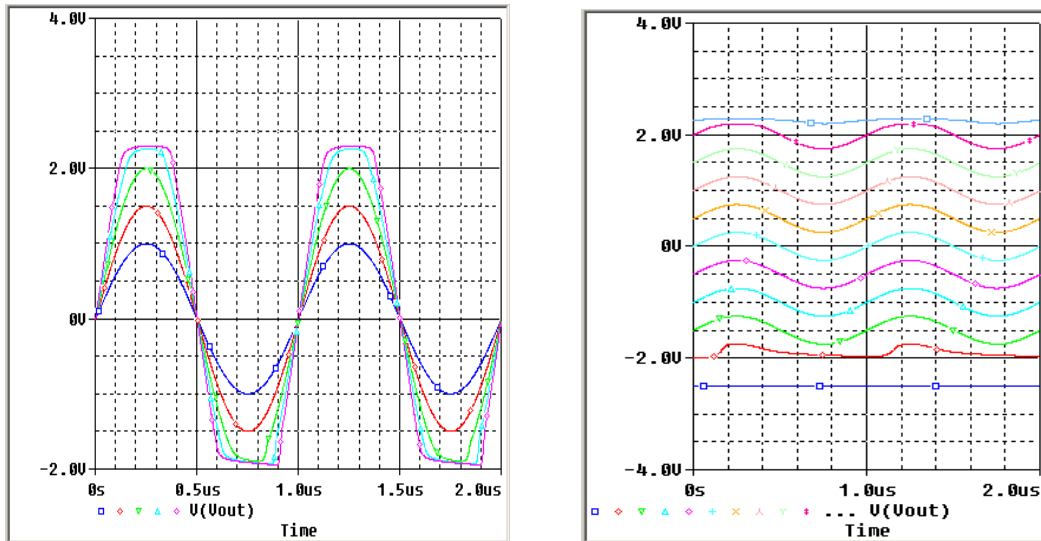 4.0V
2.0V
0V
-2.0V
0s 0.5us 1.0us 1.5us 2.0us
V(Vout)
Time
4.0V
2.0V
0V
-2.0V
-4.0V
0s 1.0us 2.0us
... V(Vout)
Time